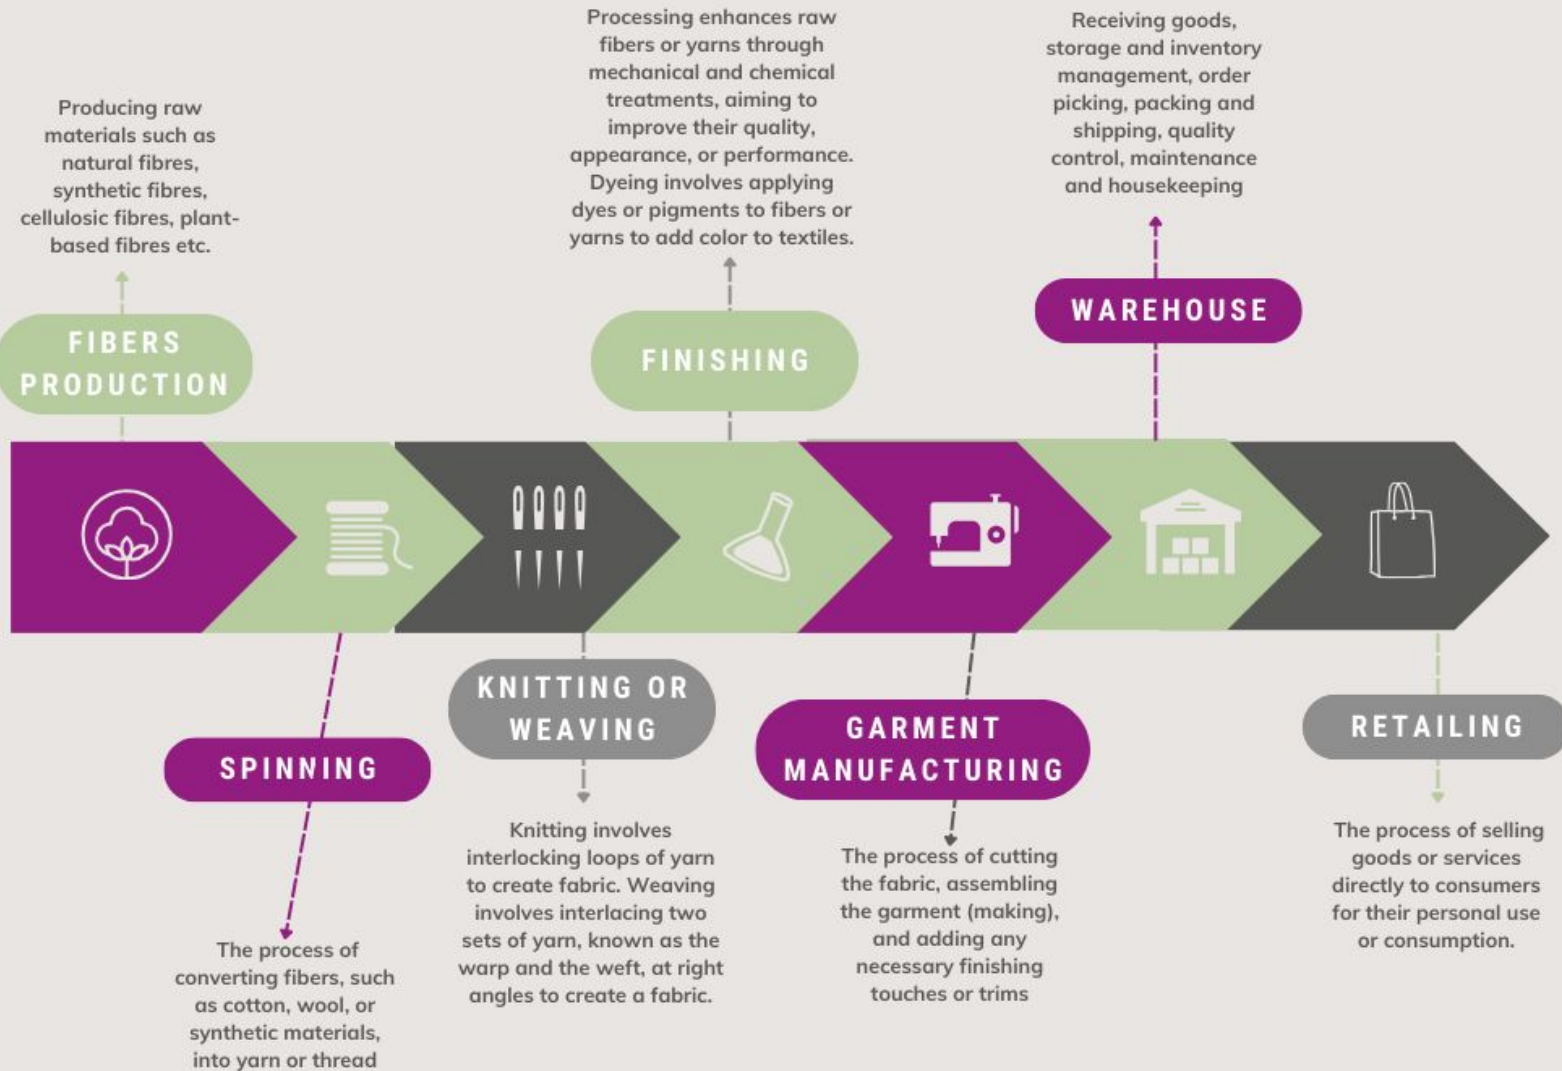 Producing raw
materials such as
natural fibres,
synthetic fibres,
cellulosic fibres, plant-
based fibres etc.
FIBERS
PRODUCTION
SPINNING
The process of
converting fibers, such
as cotton, wool, or
synthetic materials,
into yarn or thread
KNITTING OR
WEAVING
Knitting involves
interlocking loops of yarn
to create fabric. Weaving
involves interlacing two
sets of yarn, known as the
warp and the weft, at right
angles to create a fabric.
Processing enhances raw
fibers or yarns through
mechanical and chemical
treatments, aiming to
improve their quality,
appearance, or performance.
Dyeing involves applying
dyes or pigments to fibers or
yarns to add color to textiles.
FINISHING
GARMENT
MANUFACTURING
The process of cutting
the fabric, assembling
the garment (making),
and adding any
necessary finishing
touches or trims
Receiving goods,
storage and inventory
management, order
picking, packing and
shipping, quality
control, maintenance
and housekeeping
WAREHOUSE
RETAILING
The process of selling
goods or services
directly to consumers
for their personal use
or consumption.